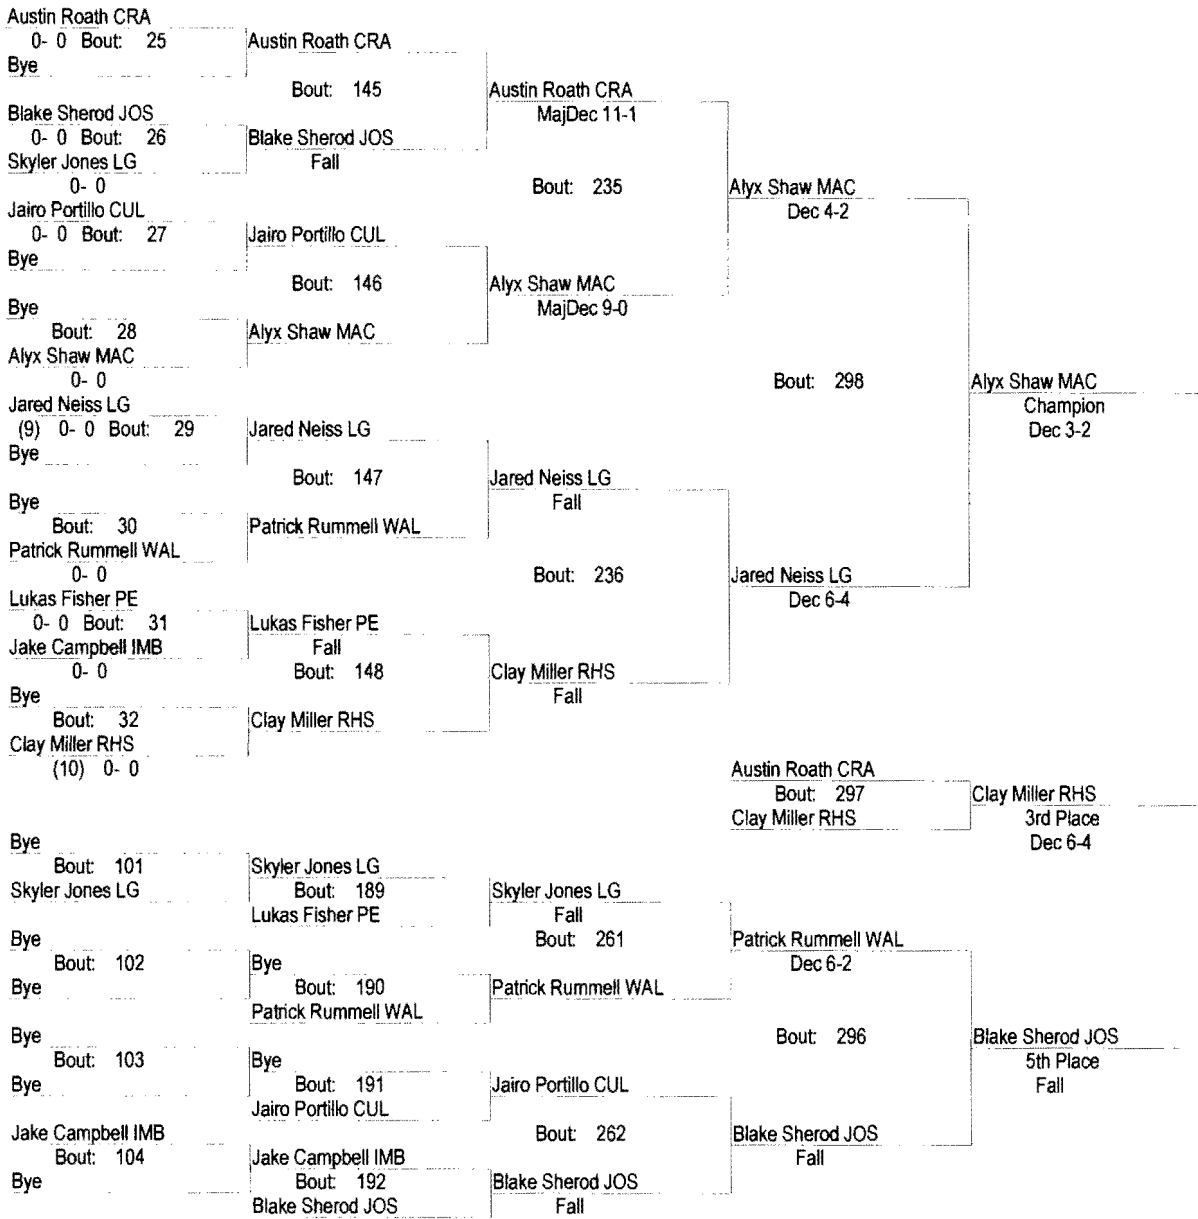 Austin Roath CRA
0- 0 Bout: 25
Austin Roath CRA
Bye
Bout: 145
Austin Roath CRA
MajDec 11-1
Blake Sherod JOS
0- 0 Bout: 26
Blake Sherod JOS
Fall
Skyler Jones LG
0- 0
Bout: 235
Alyx Shaw MAC
Dec 4-2
Jairo Portillo CUL
0- 0 Bout: 27
Jairo Portillo CUL
Bye
Bout: 146
Alyx Shaw MAC
MajDec 9-0
Bye
Bout: 28
Alyx Shaw MAC
Alyx Shaw MAC
0- 0
Bout: 298
Alyx Shaw MAC
Champion
Dec 3-2
Jared Neiss LG
(9) 0- 0 Bout: 29
Jared Neiss LG
Bye
Bout: 147
Jared Neiss LG
Fall
Bye
Bout: 30
Patrick Rummell WAL
Patrick Rummell WAL
0- 0
Bout: 236
Jared Neiss LG
Dec 6-4
Lukas Fisher PE
0- 0 Bout: 31
Lukas Fisher PE
Fall
Jake Campbell IMB
0- 0
Bout: 148
Clay Miller RHS
Fall
Bye
Bout: 32
Clay Miller RHS
Clay Miller RHS
(10) 0- 0
Austin Roath CRA
Bout: 297
Clay Miller RHS
Clay Miller RHS
3rd Place
Dec 6-4
Bye
Bout: 101
Skyler Jones LG
Skyler Jones LG
Bout: 189
Lukas Fisher PE
Skyler Jones LG
Fall
Bout: 261
Patrick Rummell WAL
Dec 6-2
Bye
Bout: 102
Bye
Bye
Bout: 190
Patrick Rummell WAL
Patrick Rummell WAL
Bout: 296
Blake Sherod JOS
5th Place
Fall
Bye
Bout: 103
Bye
Bye
Bout: 191
Jairo Portillo CUL
Jairo Portillo CUL
Bout: 262
Blake Sherod JOS
Fall
Jake Campbell IMB
Bout: 104
Bye
Jake Campbell IMB
Bout: 192
Blake Sherod JOS
Blake Sherod JOS
Fall